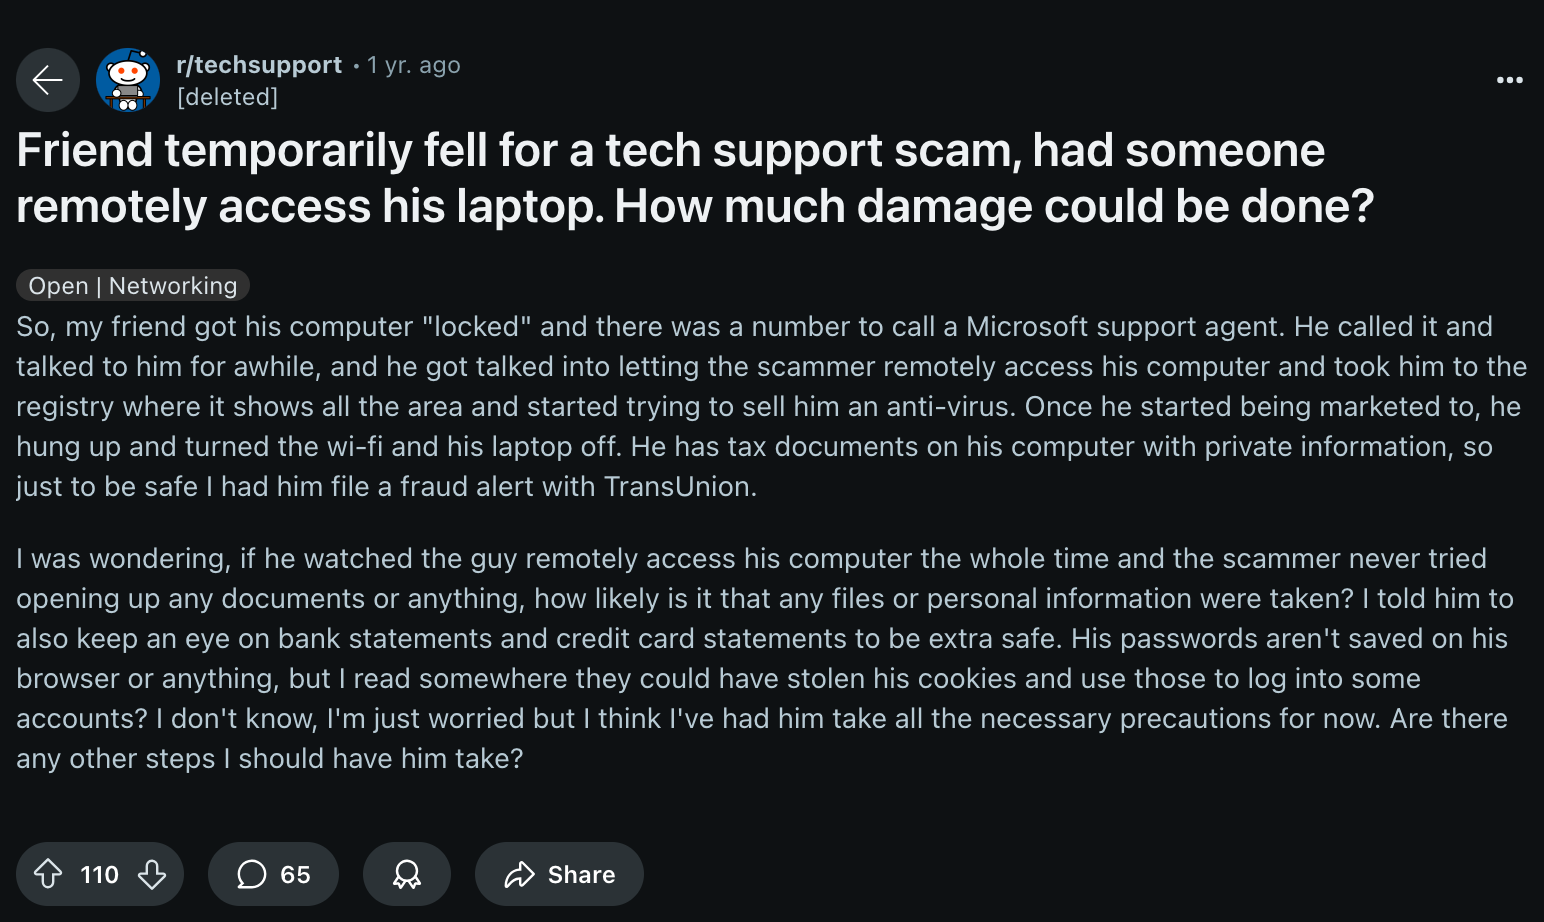 r/techsupport • 1 yr. ago
[deleted]
Friend temporarily fell for a tech support scam, had someone
remotely access his laptop. How much damage could be done?
Open | Networking
So, my friend got his computer "locked" and there was a number to call a Microsoft support agent. He called it and
talked to him for awhile, and he got talked into letting the scammer remotely access his computer and took him to the
registry where it shows all the area and started trying to sell him an anti-virus. Once he started being marketed to, he
hung up and turned the wi-fi and his laptop off. He has tax documents on his computer with private information, so
just to be safe I had him file a fraud alert with TransUnion.
I was wondering, if he watched the guy remotely access his computer the whole time and the scammer never tried
opening up any documents or anything, how likely is it that any files or personal information were taken? I told him to
also keep an eye on bank statements and credit card statements to be extra safe. His passwords aren't saved on his
browser or anything, but I read somewhere they could have stolen his cookies and use those to log into some
accounts? I don't know, I'm just worried but I think I've had him take all the necessary precautions for now. Are there
any other steps I should have him take?
110 65 Share